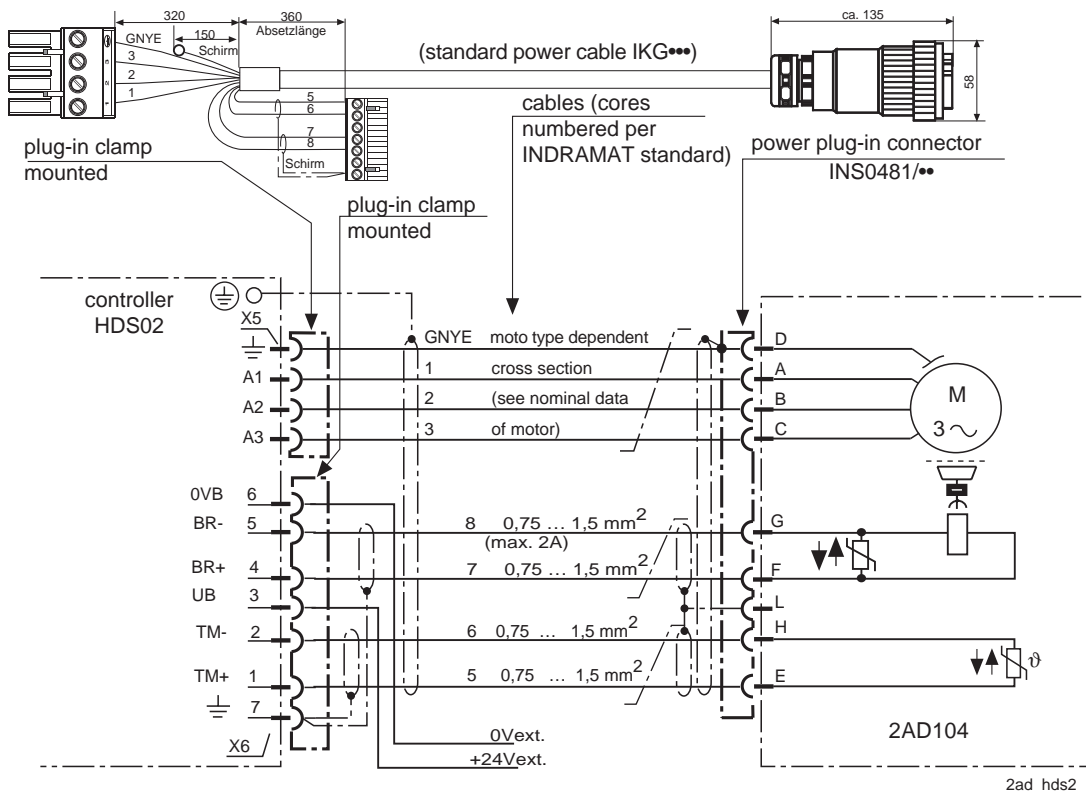 320
360
Absetzlänge
ca. 135
GNYE
150
Schirm
3
2
1
(standard power cable IKG•••)
58
5
6
7
8
Schirm
cables (cores
numbered per
INDRAMAT standard)
power plug-in connector
INS0481/••
plug-in clamp
mounted
plug-in clamp
mounted
controller
HDS02
X5
GNYE moto type dependent
D
A1
1 cross section
A
A2
2 (see nominal data
B
A3
3 of motor)
C
M
3
0VB 6
BR- 5
8 0,75 ... 1,5 mm2
(max. 2A)
G
BR+ 4
7 0,75 ... 1,5 mm2
F
UB 3
L
TM- 2
6 0,75 ... 1,5 mm2
H
ϑ
TM+ 1
5 0,75 ... 1,5 mm2
E
7
X6
0Vext.
+24Vext.
2AD104
2ad hds2